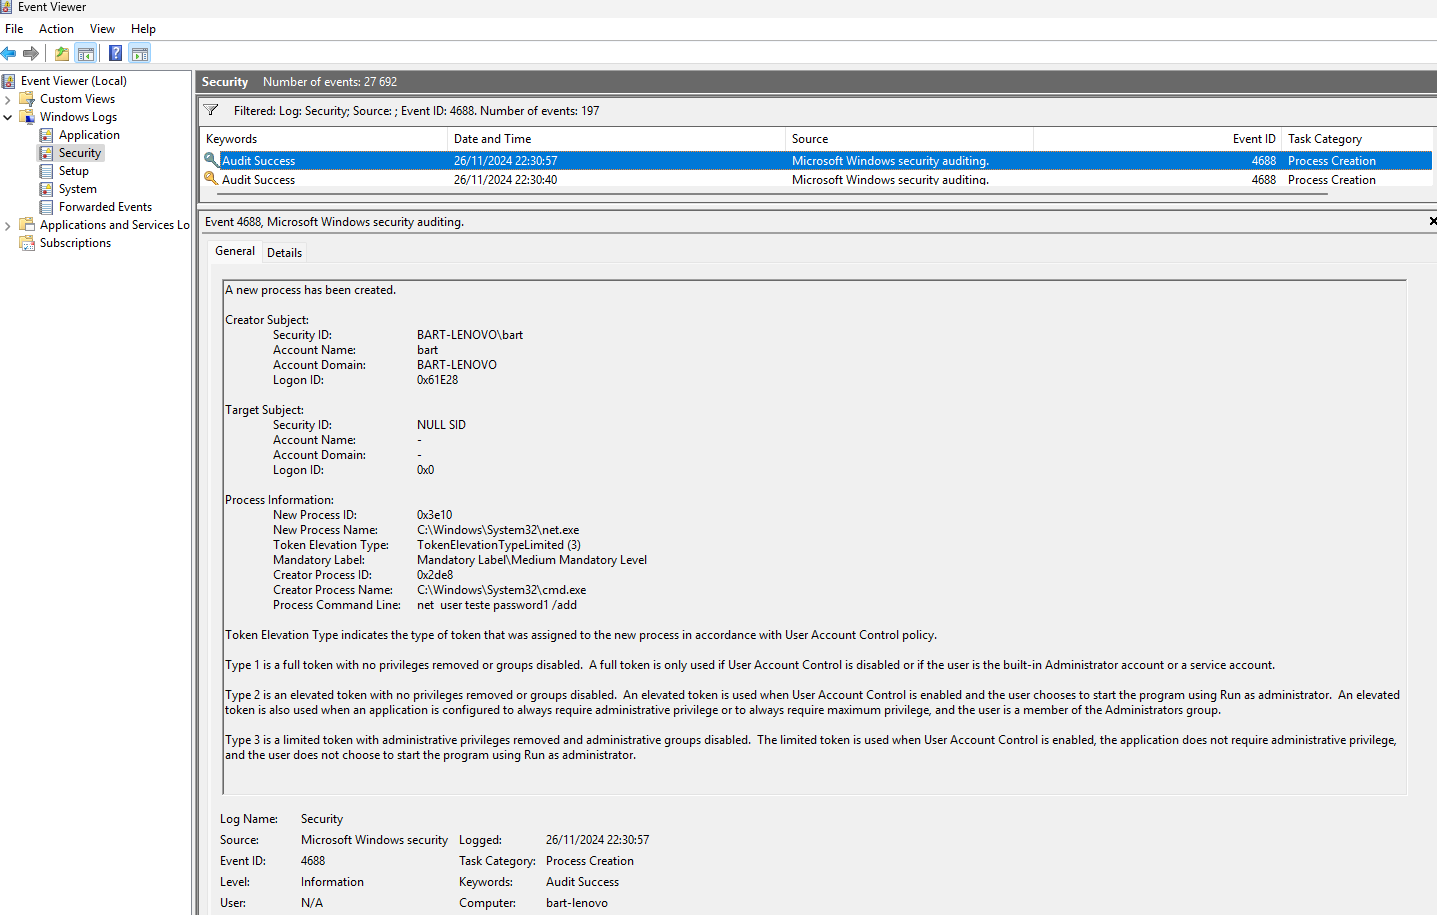 Event Viewer
File Action View Help
Event Viewer (Local)
Custom Views
Windows Logs
Application
Security
Setup
System
Forwarded Events
Applications and Services Lo
Subscriptions
Security Number of events: 27 692
Filtered: Log: Security; Source: ; Event ID: 4688. Number of events: 197
Keywords Date and Time Source Event ID Task Category
Audit Success 26/11/2024 22:30:57 Microsoft Windows security auditing. 4688 Process Creation
Audit Success 26/11/2024 22:30:40 Microsoft Windows security auditing. 4688 Process Creation
Event 4688, Microsoft Windows security auditing.
General Details
A new process has been created.
Creator Subject:
Security ID: BART-LENOVO\bart
Account Name: bart
Account Domain: BART-LENOVO
Logon ID: 0x61E28
Target Subject:
Security ID: NULL SID
Account Name: -
Account Domain: -
Logon ID: 0x0
Process Information:
New Process ID: 0x3e10
New Process Name: C:\Windows\System32\net.exe
Token Elevation Type: TokenElevationTypeLimited (3)
Mandatory Label: Mandatory Label\Medium Mandatory Level
Creator Process ID: 0x2de8
Creator Process Name: C:\Windows\System32\cmd.exe
Process Command Line: net  user teste password1 /add
Token Elevation Type indicates the type of token that was assigned to the new process in accordance with User Account Control policy.
Type 1 is a full token with no privileges removed or groups disabled.  A full token is only used if User Account Control is disabled or if the user is the built-in Administrator account or a service account.
Type 2 is an elevated token with no privileges removed or groups disabled.  An elevated token is used when User Account Control is enabled and the user chooses to start the program using Run as administrator.  An elevated
token is also used when an application is configured to always require administrative privilege or to always require maximum privilege, and the user is a member of the Administrators group.
Type 3 is a limited token with administrative privileges removed and administrative groups disabled.  The limited token is used when User Account Control is enabled, the application does not require administrative privilege,
and the user does not choose to start the program using Run as administrator.
Log Name: Security
Source: Microsoft Windows security Logged: 26/11/2024 22:30:57
Event ID: 4688 Task Category: Process Creation
Level: Information Keywords: Audit Success
User: N/A Computer: bart-lenovo